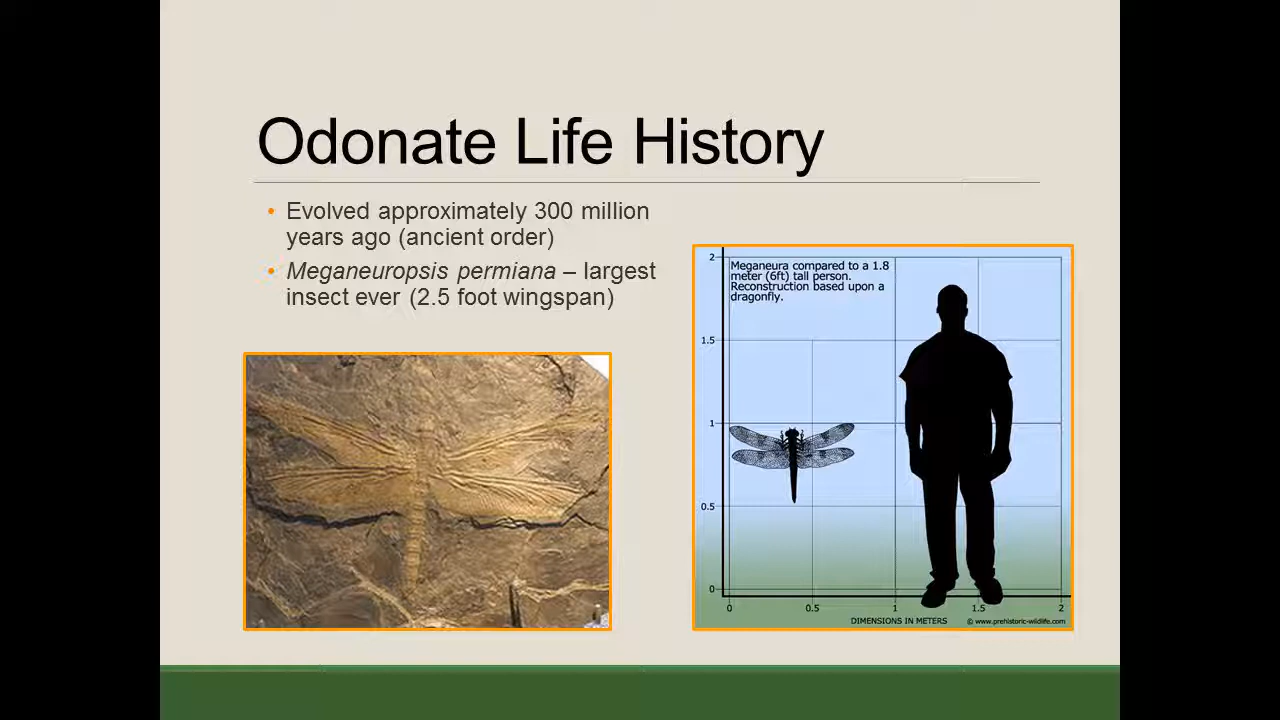 Odonate Life History
• Evolved approximately 300 million
years ago (ancient order)
• Meganeuropsis permiana – largest
insect ever (2.5 foot wingspan)
2
Meganeura compared to a 1.8
meter (6ft) tall person.
Reconstruction based upon a
dragonfly.
1.5
1
0.5
0
0 0.5 1 1.5 2
DIMENSIONS IN METERS © www.prehistoric-wildlife.com